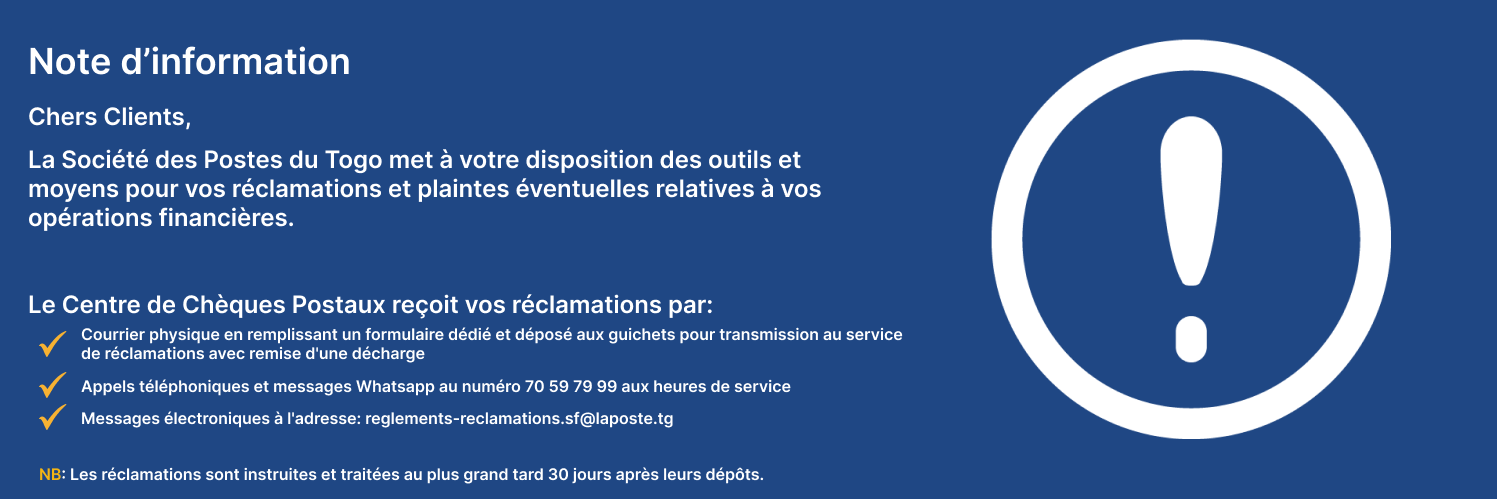 Note d’information
Chers Clients,
La Société des Postes du Togo met à votre disposition des outils et
moyens pour vos réclamations et plaintes éventuelles relatives à vos
opérations financières.
Le Centre de Chèques Postaux reçoit vos réclamations par:
Courrier physique en remplissant un formulaire dédié et déposé aux guichets pour transmission au service
de réclamations avec remise d'une décharge
Appels téléphoniques et messages Whatsapp au numéro 70 59 79 99 aux heures de service
Messages électroniques à l'adresse: reglements-reclamations.sf@laposte.tg
NB: Les réclamations sont instruites et traitées au plus grand tard 30 jours après leurs dépôts.